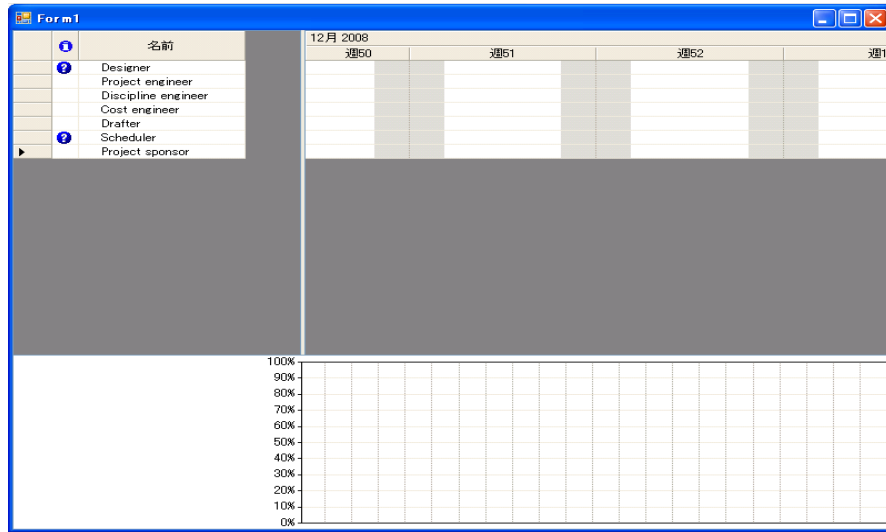 Form1
名前
12月 2008
週50 週51 週52 週1
Designer
Project engineer
Discipline engineer
Cost engineer
Drafter
Scheduler
Project sponsor
100%
90%
80%
70%
60%
50%
40%
30%
20%
10%
0%